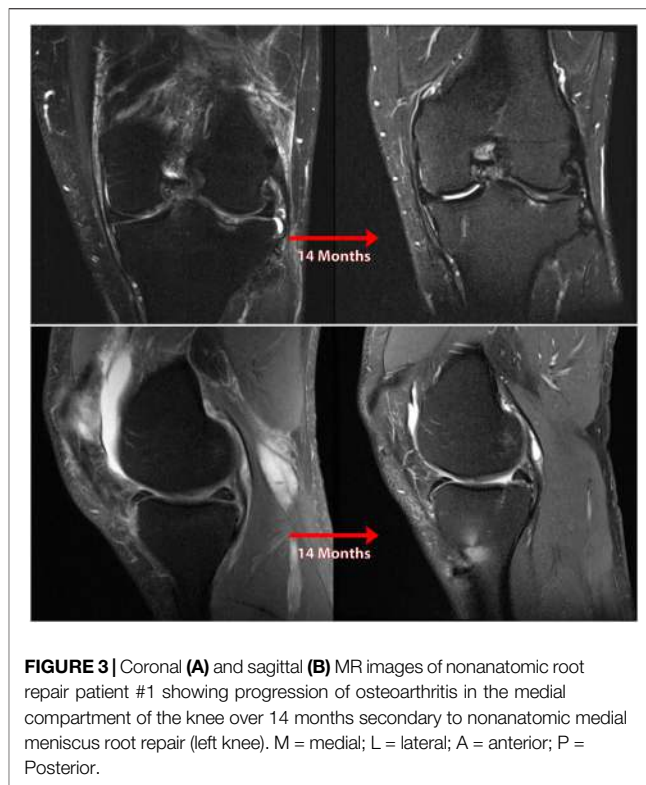 14 Months
14 Months
FIGURE 3 | Coronal (A) and sagittal (B) MR images of nonanatomic root
repair patient #1 showing progression of osteoarthritis in the medial
compartment of the knee over 14 months secondary to nonanatomic medial
meniscus root repair (left knee). M = medial; L = lateral; A = anterior; P =
Posterior.